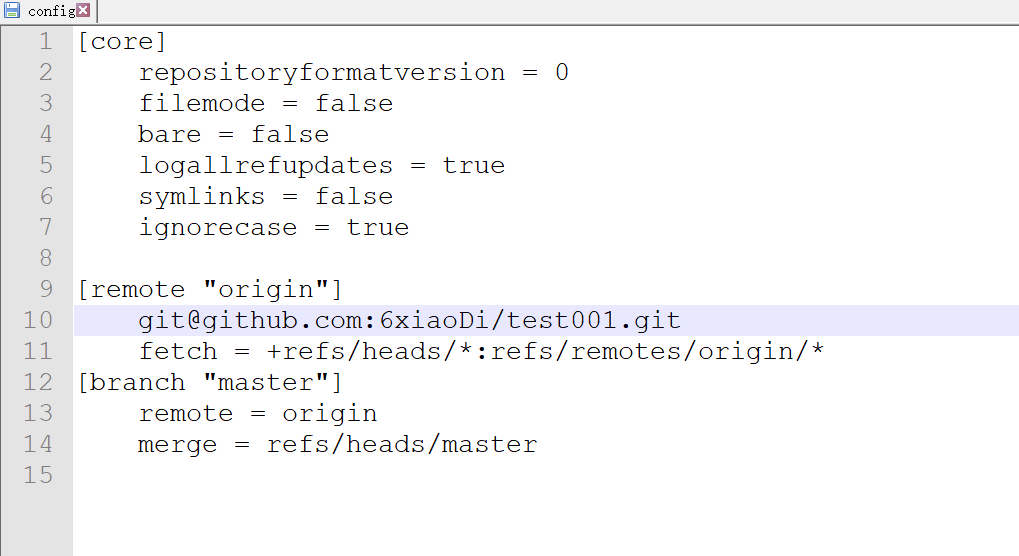 config
1 [core]
2 repositoryformatversion = 0
3 filemode = false
4 bare = false
5 logallrefupdates = true
6 symlinks = false
7 ignorecase = true
8
9 [remote "origin"]
10 git@github.com:6xiaoDi/test001.git
11 fetch = +refs/heads/*:refs/remotes/origin/*
12 [branch "master"]
13 remote = origin
14 merge = refs/heads/master
15